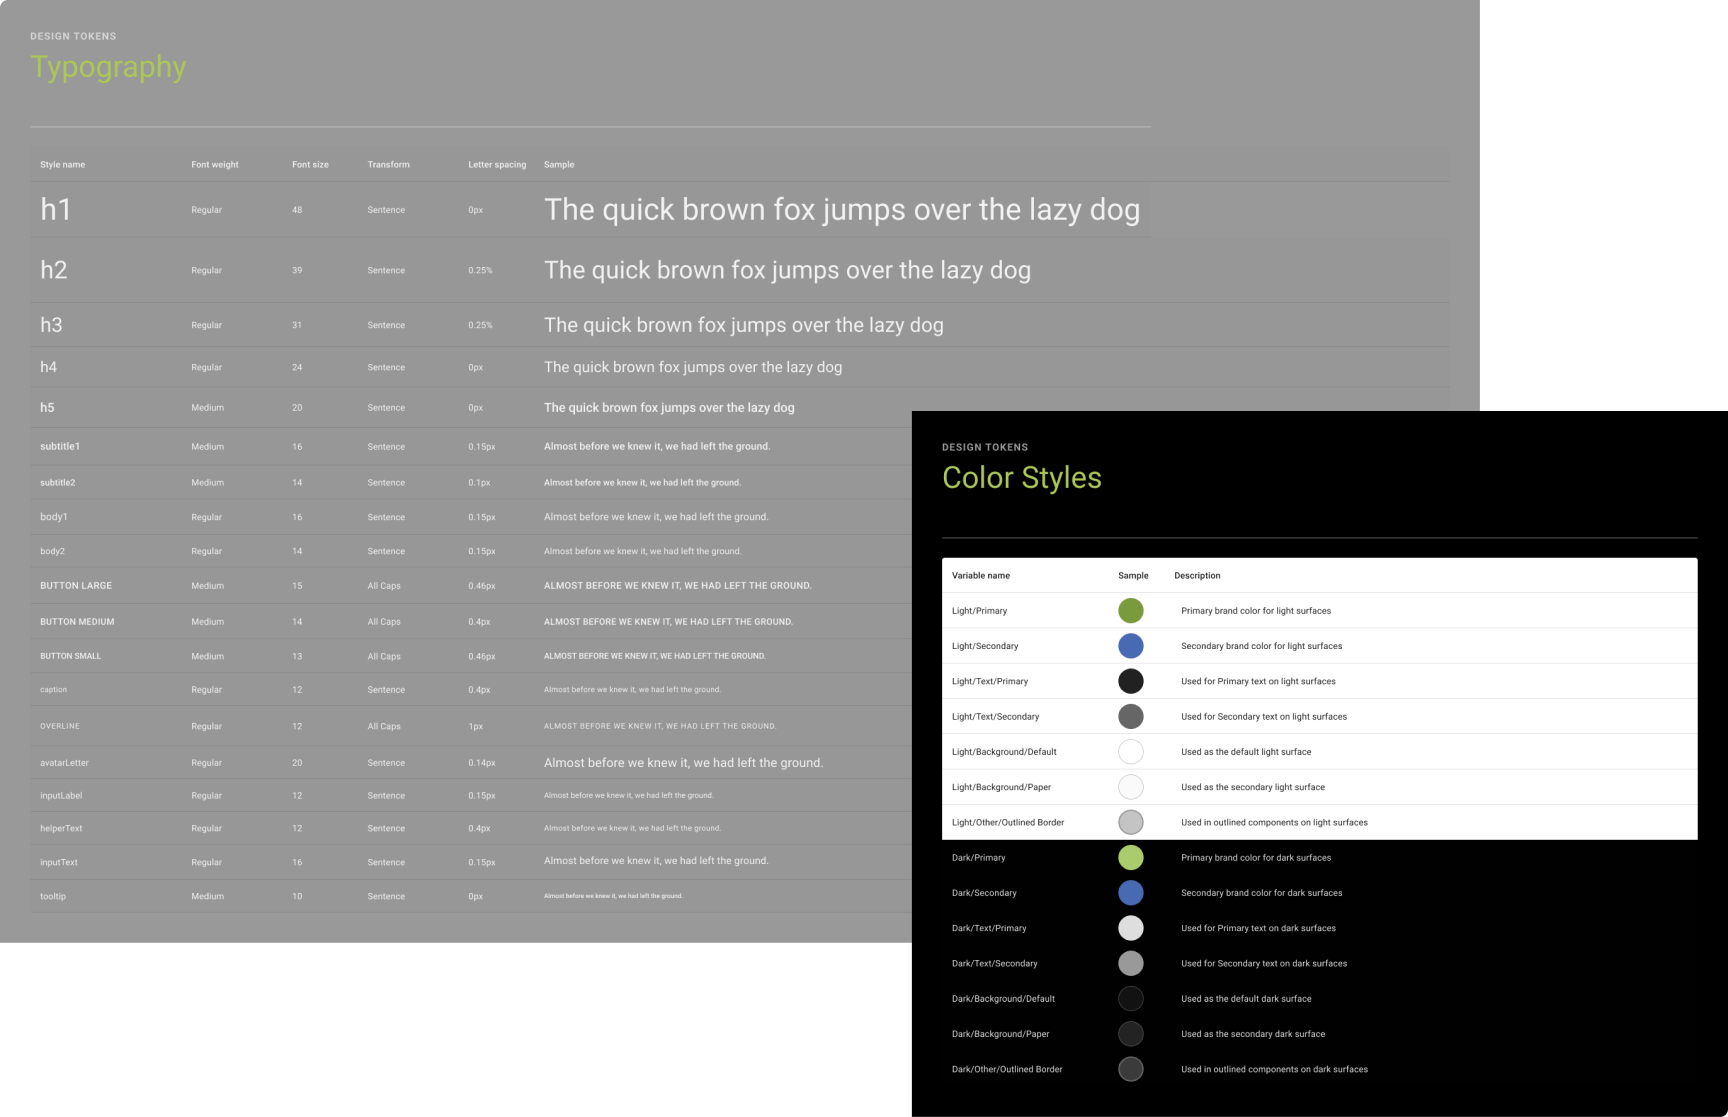 DESIGN TOKENS
Typography
Style name Font weight Font size Transform Letter spacing Sample
h1 Regular 48 Sentence 0px The quick brown fox jumps over the lazy dog
h2 Regular 39 Sentence 0.25% The quick brown fox jumps over the lazy dog
h3 Regular 31 Sentence 0.25% The quick brown fox jumps over the lazy dog
h4 Regular 24 Sentence 0px The quick brown fox jumps over the lazy dog
h5 Medium 20 Sentence 0px The quick brown fox jumps over the lazy dog
subtitle1 Medium 16 Sentence 0.15px Almost before we knew it, we had left the ground.
subtitle2 Medium 14 Sentence 0.1px Almost before we knew it, we had left the ground.
body1 Regular 16 Sentence 0.15px Almost before we knew it, we had left the ground.
body2 Regular 14 Sentence 0.15px Almost before we knew it, we had left the ground.
BUTTON LARGE Medium 15 All Caps 0.46px ALMOST BEFORE WE KNEW IT, WE HAD LEFT THE GROUND.
BUTTON MEDIUM Medium 14 All Caps 0.4px ALMOST BEFORE WE KNEW IT, WE HAD LEFT THE GROUND.
BUTTON SMALL Medium 13 All Caps 0.46px ALMOST BEFORE WE KNEW IT, WE HAD LEFT THE GROUND.
caption Regular 12 Sentence 0.4px Almost before we knew it, we had left the ground.
OVERLINE Regular 12 All Caps 1px ALMOST BEFORE WE KNEW IT, WE HAD LEFT THE GROUND.
avatarLetter Regular 20 Sentence 0.14px Almost before we knew it, we had left the ground.
inputLabel Regular 12 Sentence 0.15px Almost before we knew it, we had left the ground.
helperText Regular 12 Sentence 0.4px Almost before we knew it, we had left the ground.
inputText Regular 16 Sentence 0.15px Almost before we knew it, we had left the ground.
tooltip Medium 10 Sentence 0px Almost before we knew it, we had left the ground.
DESIGN TOKENS
Color Styles
Variable name Sample Description
Light/Primary Primary brand color for light surfaces
Light/Secondary Secondary brand color for light surfaces
Light/Text/Primary Used for Primary text on light surfaces
Light/Text/Secondary Used for Secondary text on light surfaces
Light/Background/Default Used as the default light surface
Light/Background/Paper Used as the secondary light surface
Light/Other/Outlined Border Used in outlined components on light surfaces
Dark/Primary Primary brand color for dark surfaces
Dark/Secondary Secondary brand color for dark surfaces
Dark/Text/Primary Used for Primary text on dark surfaces
Dark/Text/Secondary Used for Secondary text on dark surfaces
Dark/Background/Default Used as the default dark surface
Dark/Background/Paper Used as the secondary dark surface
Dark/Other/Outlined Border Used in outlined components on dark surfaces